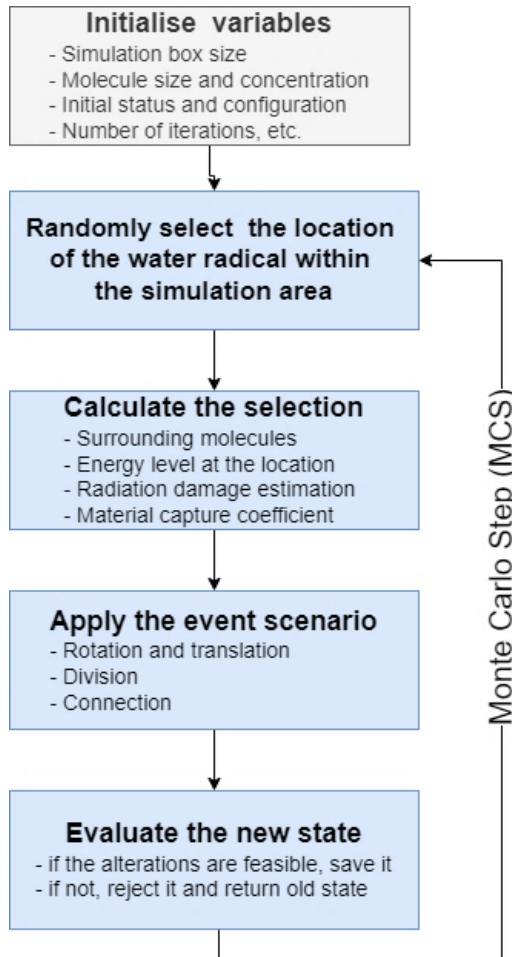 Initialise variables
- Simulation box size
- Molecule size and concentration
- Initial status and configuration
- Number of iterations, etc.
Randomly select the location
of the water radical within
the simulation area
Calculate the selection
- Surrounding molecules
- Energy level at the location
- Radiation damage estimation
- Material capture coefficient
Apply the event scenario
- Rotation and translation
- Division
- Connection
Evaluate the new state
- if the alterations are feasible, save it
- if not, reject it and return old state
Monte Carlo Step (MCS)